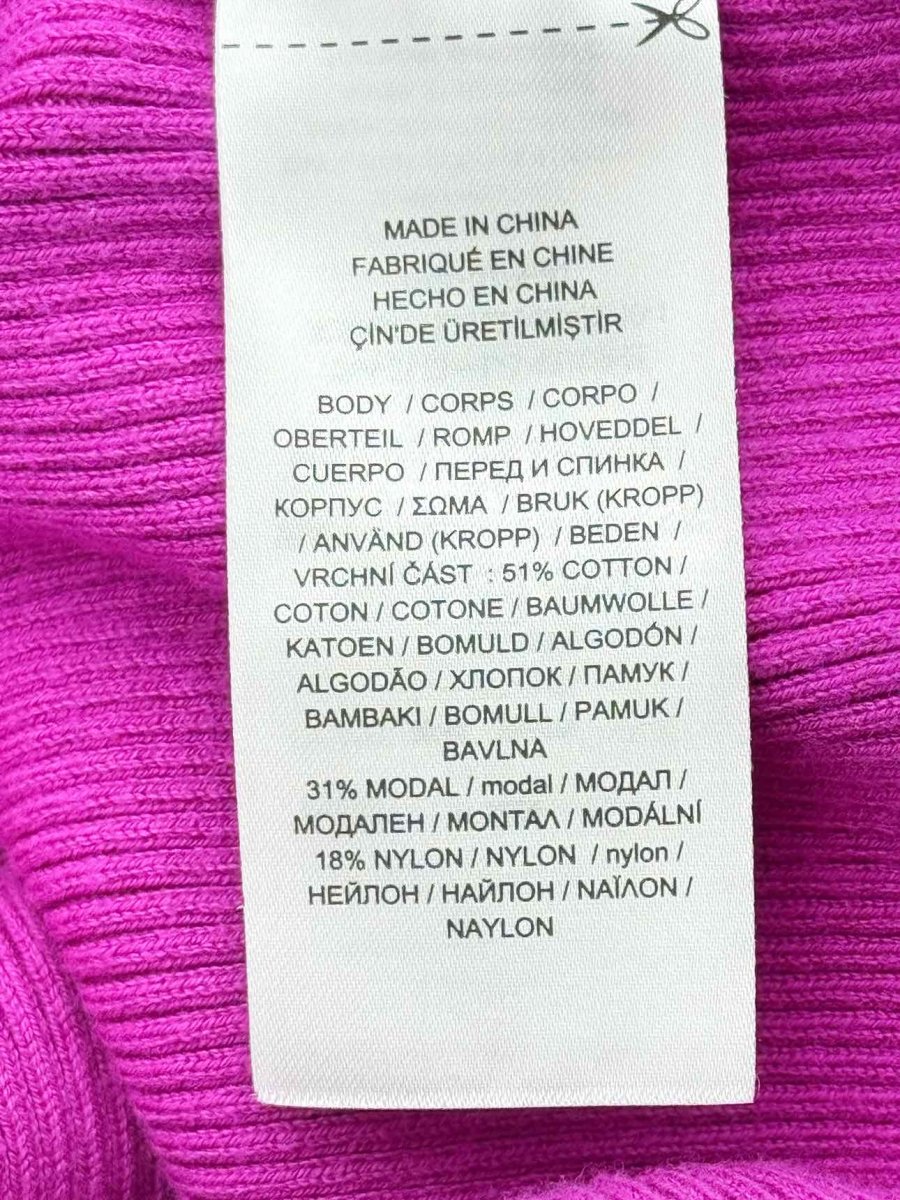 MADE IN CHINA
FABRIQUÉ EN CHINE
HECHO EN CHINA
ÇİN'DE ÜRETİLMİŞTİR
BODY / CORPS / CORPO /
OBERTEIL / ROMP / HOVEDDEL /
CUERPO / ПЕРЕД И СПИНКА /
КОРПУС / ΣΩΜΑ / BRUK (KROPP)
/ ANVÄND (KROPP) / BEDEN /
VRCHNÍ ČÁST : 51% COTTON /
COTON / COTONE / BAUMWOLLE /
KATOEN / BOMULD / ALGODÓN /
ALGODÃO / ХЛОПОК / ПАМУК /
ΒΑΜΒΑΚΙ / BOMULL / PAMUK /
BAVLNA
31% MODAL / modal / МОДАЛ /
МОДАЛЕН / ΜΟΝΤΑΛ / MODÁLNÍ
18% NYLON / NYLON / nylon /
НЕЙЛОН / НАЙЛОН / ΝΑΪΛΟΝ /
NAYLON